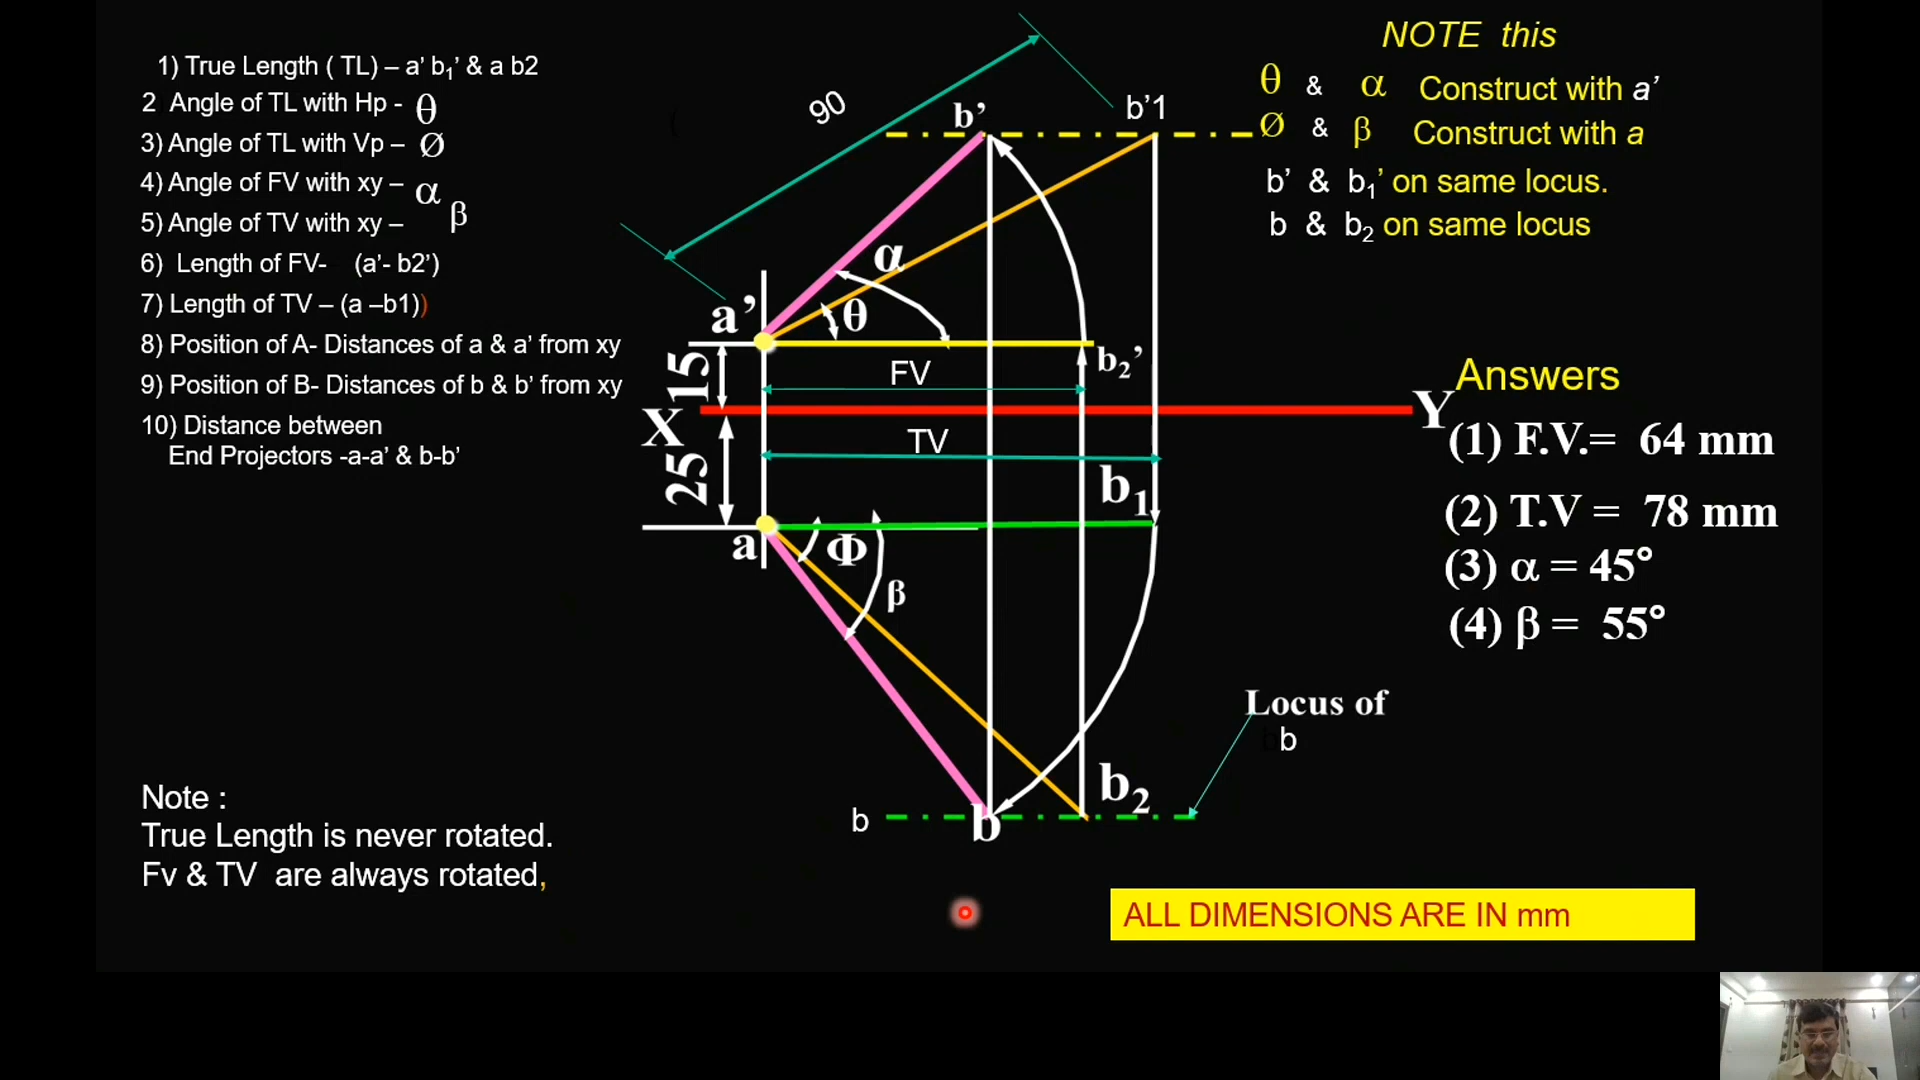 1) True Length ( TL) – a’ b1’ & a b2
2 Angle of TL with Hp - θ
3) Angle of TL with Vp – Ø
4) Angle of FV with xy – α
5) Angle of TV with xy – β
6) Length of FV- (a’- b2’)
7) Length of TV – (a –b1))
8) Position of A- Distances of a & a’ from xy
9) Position of B- Distances of b & b’ from xy
10) Distance between
End Projectors -a-a’ & b-b’
Note :
True Length is never rotated.
Fv & TV are always rotated,
90
b’
b’1
α
θ
a’
b2’
15
FV
X
Y
TV
25
b1
a
Φ
β
b2
b
b
Locus of
b
NOTE this
θ & α Construct with a’
Ø & β Construct with a
b’ & b1’ on same locus.
b & b2 on same locus
Answers
(1) F.V.= 64 mm
(2) T.V = 78 mm
(3) α = 45°
(4) β = 55°
ALL DIMENSIONS ARE IN mm